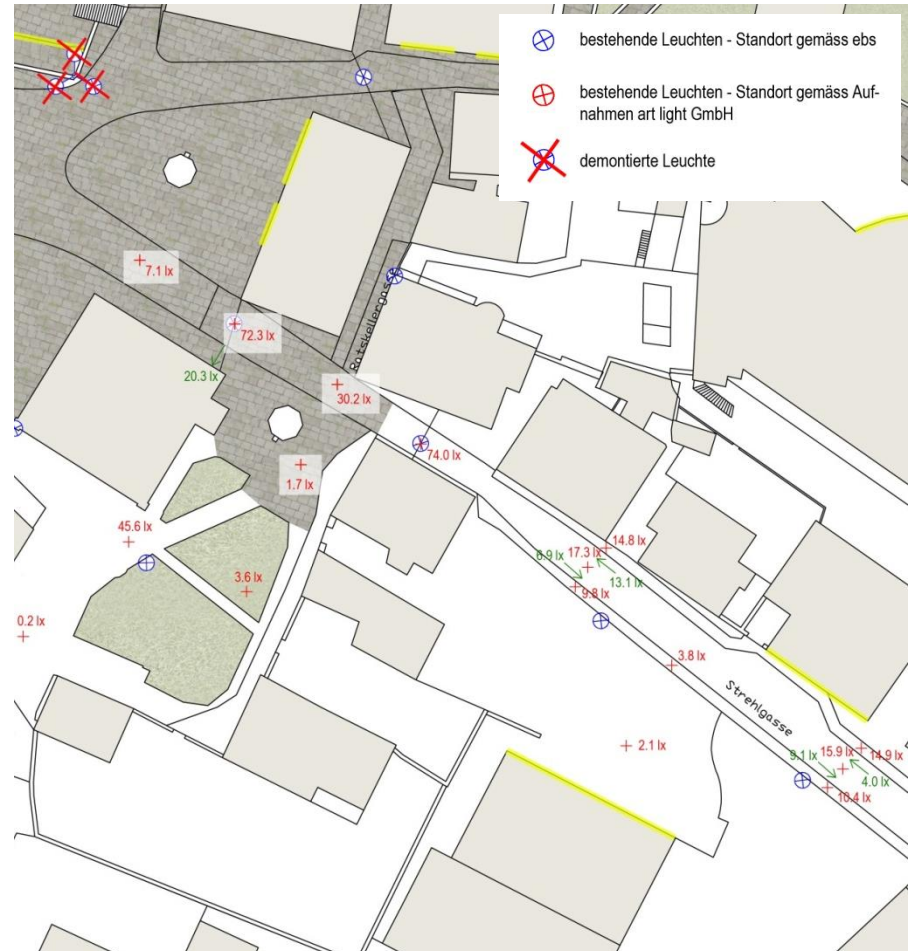 bestehende Leuchten - Standort gemäss ebs
bestehende Leuchten - Standort gemäss Auf-
nahmen art light GmbH
demontierte Leuchte
7.1 lx
72.3 lx
20.3 lx
Ratskellergasse
30.2 lx
74.0 lx
1.7 lx
45.6 lx
3.6 lx
0.2 lx
14.8 lx
17.3 lx
6.9 lx
13.1 lx
9.8 lx
3.8 lx
Strehlgasse
2.1 lx
15.9 lx
14.9 lx
9.1 lx
4.0 lx
10.4 lx